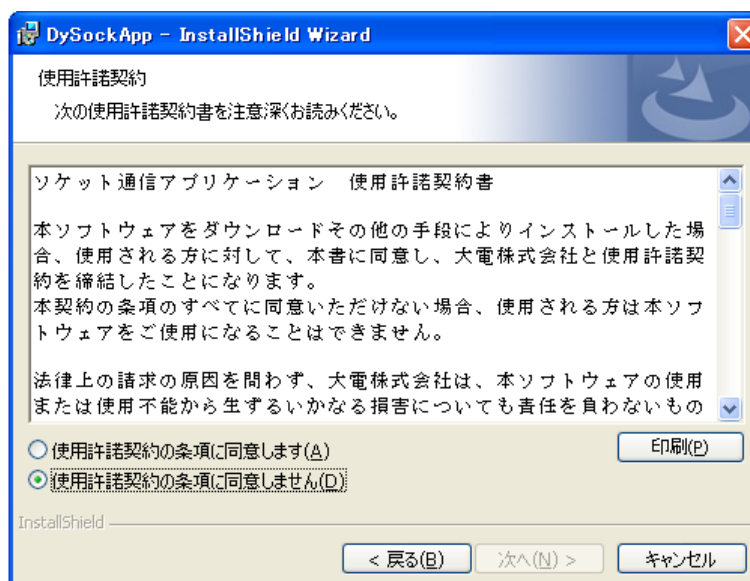 DySockApp - InstallShield Wizard
使用許諾契約
次の使用許諾契約書を注意深くお読みください。
ソケット通信アプリケーション　使用許諾契約書
本ソフトウェアをダウンロードその他の手段によりインストールした場
合、使用される方に対して、本書に同意し、大電株式会社と使用許諾契
約を締結したことになります。
本契約の条項のすべてに同意いただけない場合、使用される方は本ソフ
トウェアをご使用になることはできません。
法律上の請求の原因を問わず、大電株式会社は、本ソフトウェアの使用
または使用不能から生ずるいかなる損害についても責任を負わないもの
使用許諾契約の条項に同意します(A)
印刷(P)
使用許諾契約の条項に同意しません(D)
InstallShield
< 戻る(B)
次へ(N) >
キャンセル